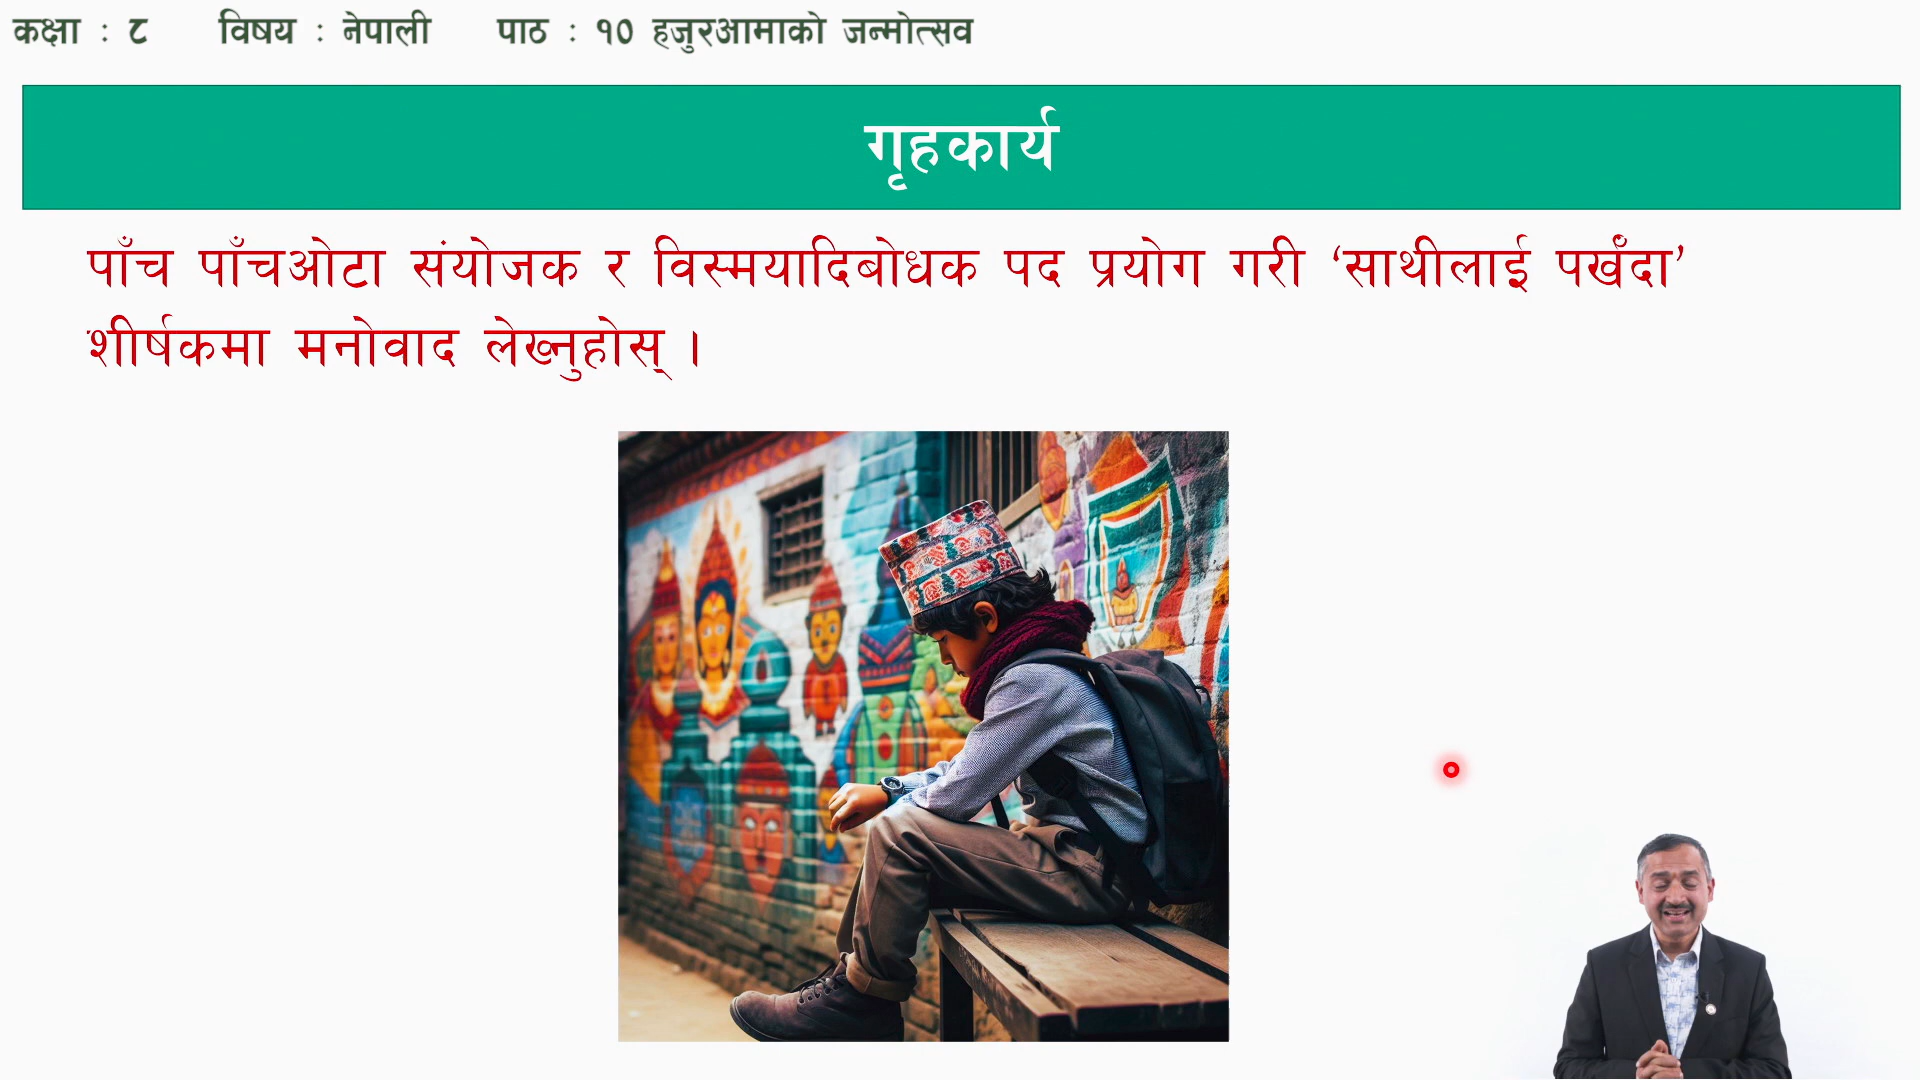 कक्षा : ८ विषय : नेपाली पाठ : १० हजुरआमाको जन्मोत्सव
गृहकार्य
पाँच पाँचओटा संयोजक र विस्मयादिबोधक पद प्रयोग गरी ‘साथीलाई पर्खँदा’
शीर्षकमा मनोवाद लेख्नुहोस् ।